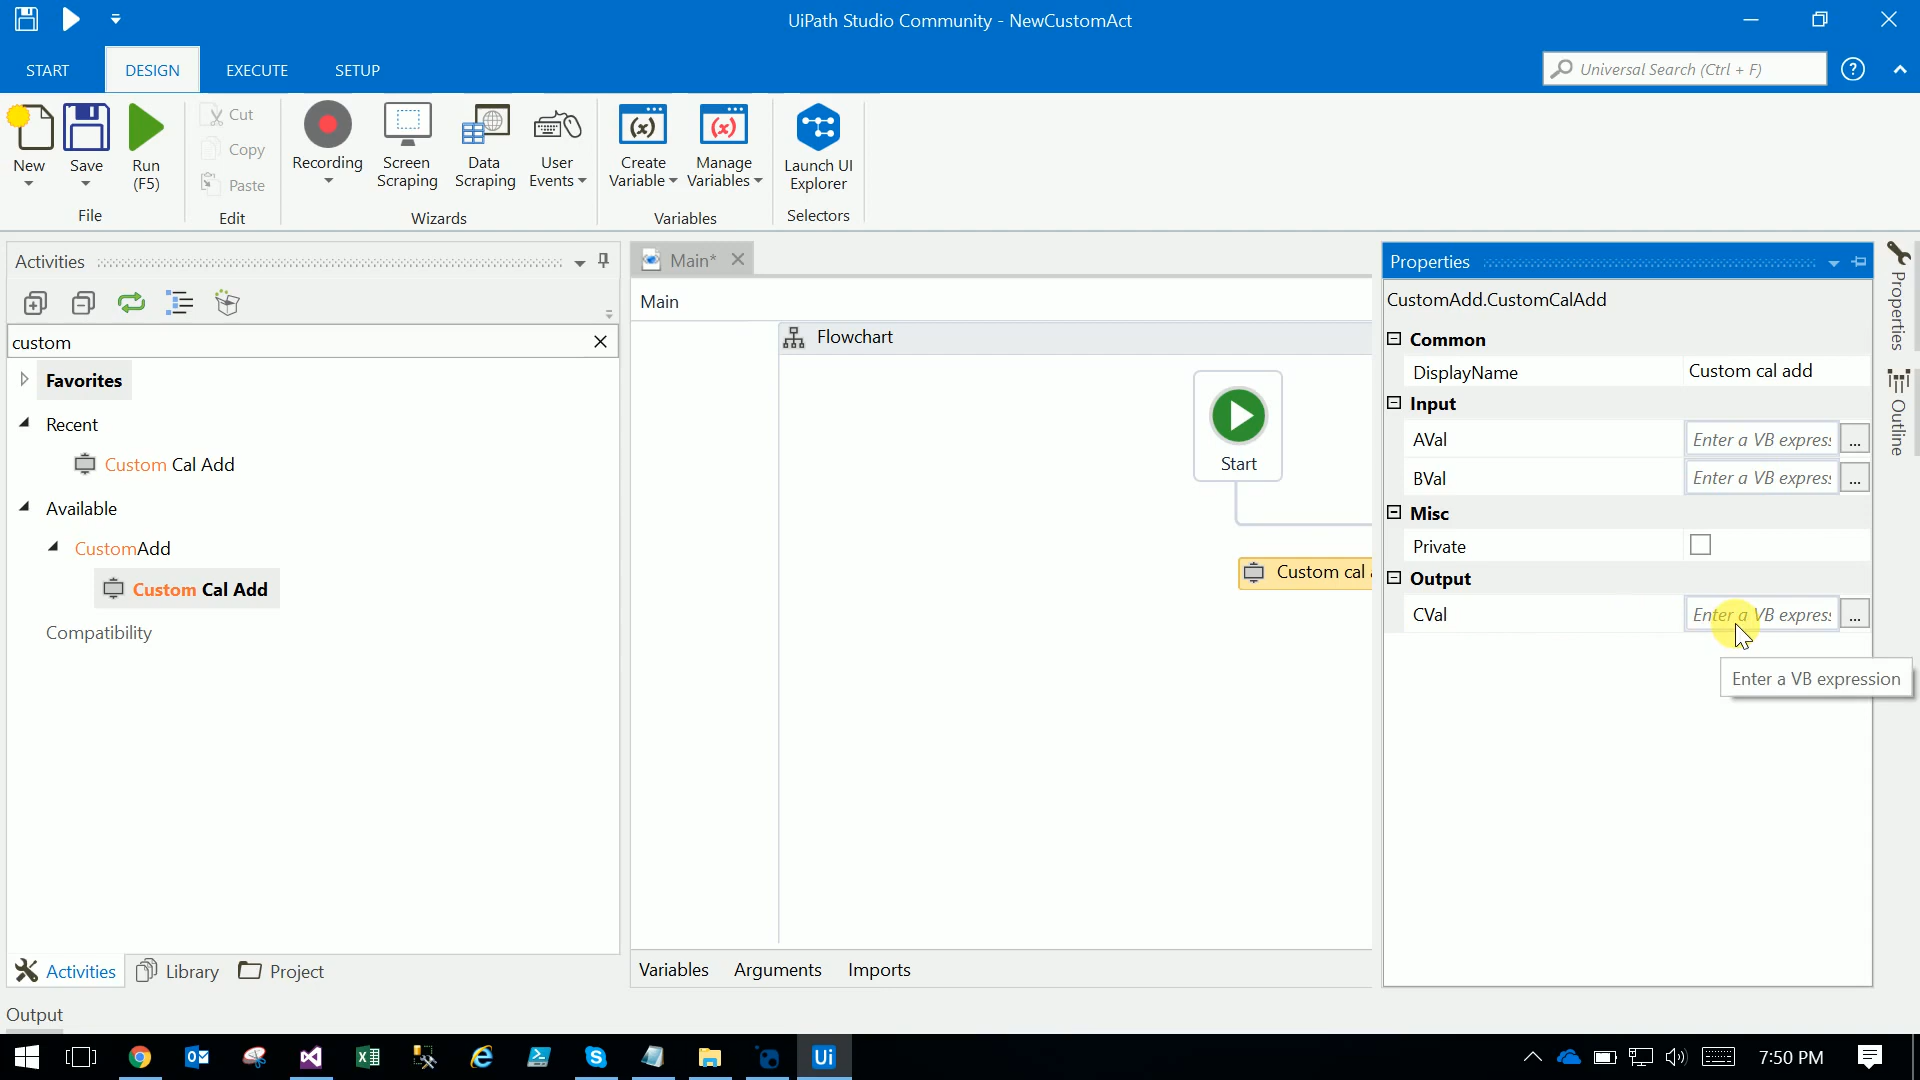 UiPath Studio Community - NewCustomAct
START
DESIGN
EXECUTE
SETUP
Universal Search (Ctrl + F)
New
Save
Run
(F5)
File
Cut
Copy
Paste
Edit
Recording
Screen
Scraping
Data
Scraping
User
Events
Wizards
Create
Variable
Manage
Variables
Variables
Launch UI
Explorer
Selectors
Activities
custom
Favorites
Recent
Custom Cal Add
Available
CustomAdd
Custom Cal Add
Compatibility
Activities
Library
Project
Output
Main*
Main
Flowchart
Start
Custom cal
Variables
Arguments
Imports
Properties
CustomAdd.CustomCalAdd
Common
DisplayName
Custom cal add
Input
AVal
Enter a VB express
...
BVal
Enter a VB express
...
Misc
Private
Output
CVal
Enter a VB express
...
Enter a VB expression
Properties
Outline
Ui
7:50 PM